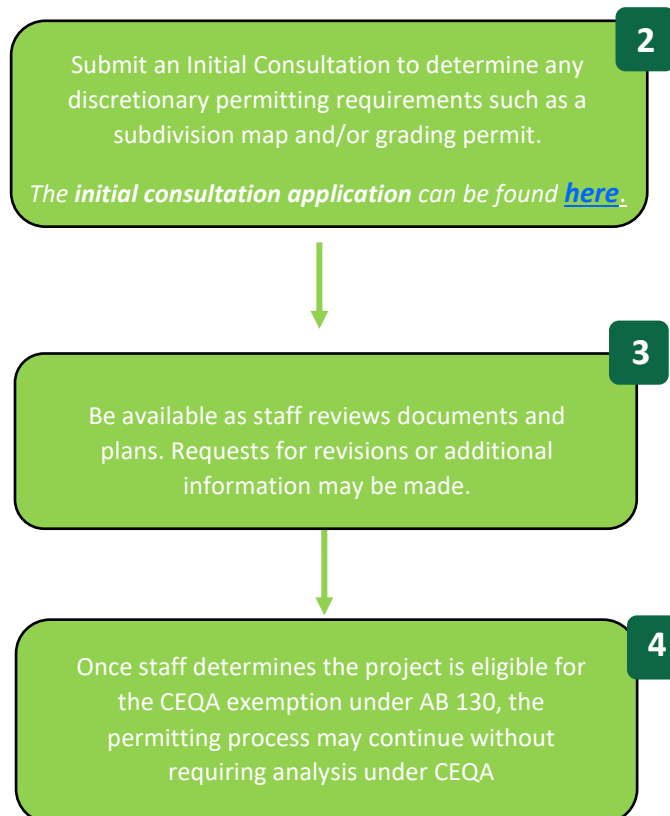 2
Submit an Initial Consultation to determine any
discretionary permitting requirements such as a
subdivision map and/or grading permit.
The initial consultation application can be found here.
3
Be available as staff reviews documents and
plans. Requests for revisions or additional
information may be made.
4
Once staff determines the project is eligible for
the CEQA exemption under AB 130, the
permitting process may continue without
requiring analysis under CEQA